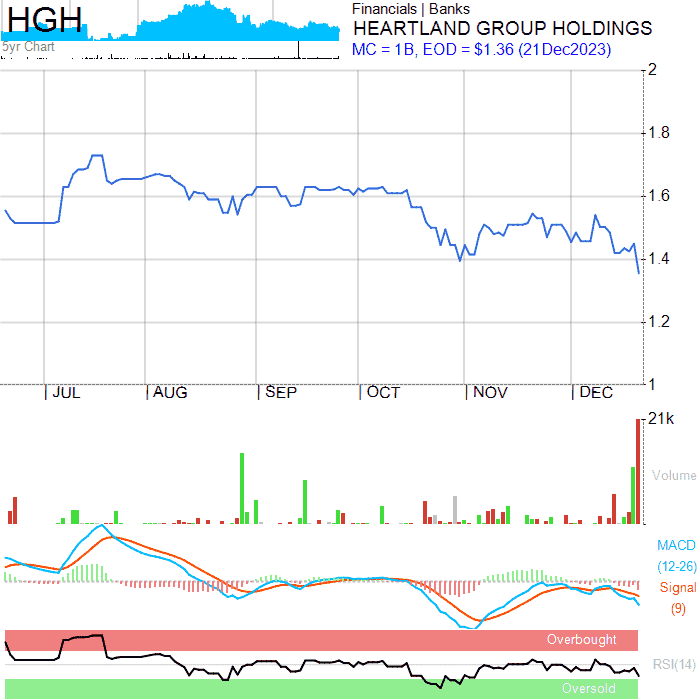 HGH
5yr Chart
Financials | Banks
HEARTLAND GROUP HOLDINGS
MC = 1B, EOD = $1.36 (21Dec2023)
2
1.8
1.6
1.4
1.2
1
JUL AUG SEP OCT NOV DEC
21k
Volume
MACD
(12-26)
Signal
(9)
Overbought
RSI(14)
Oversold